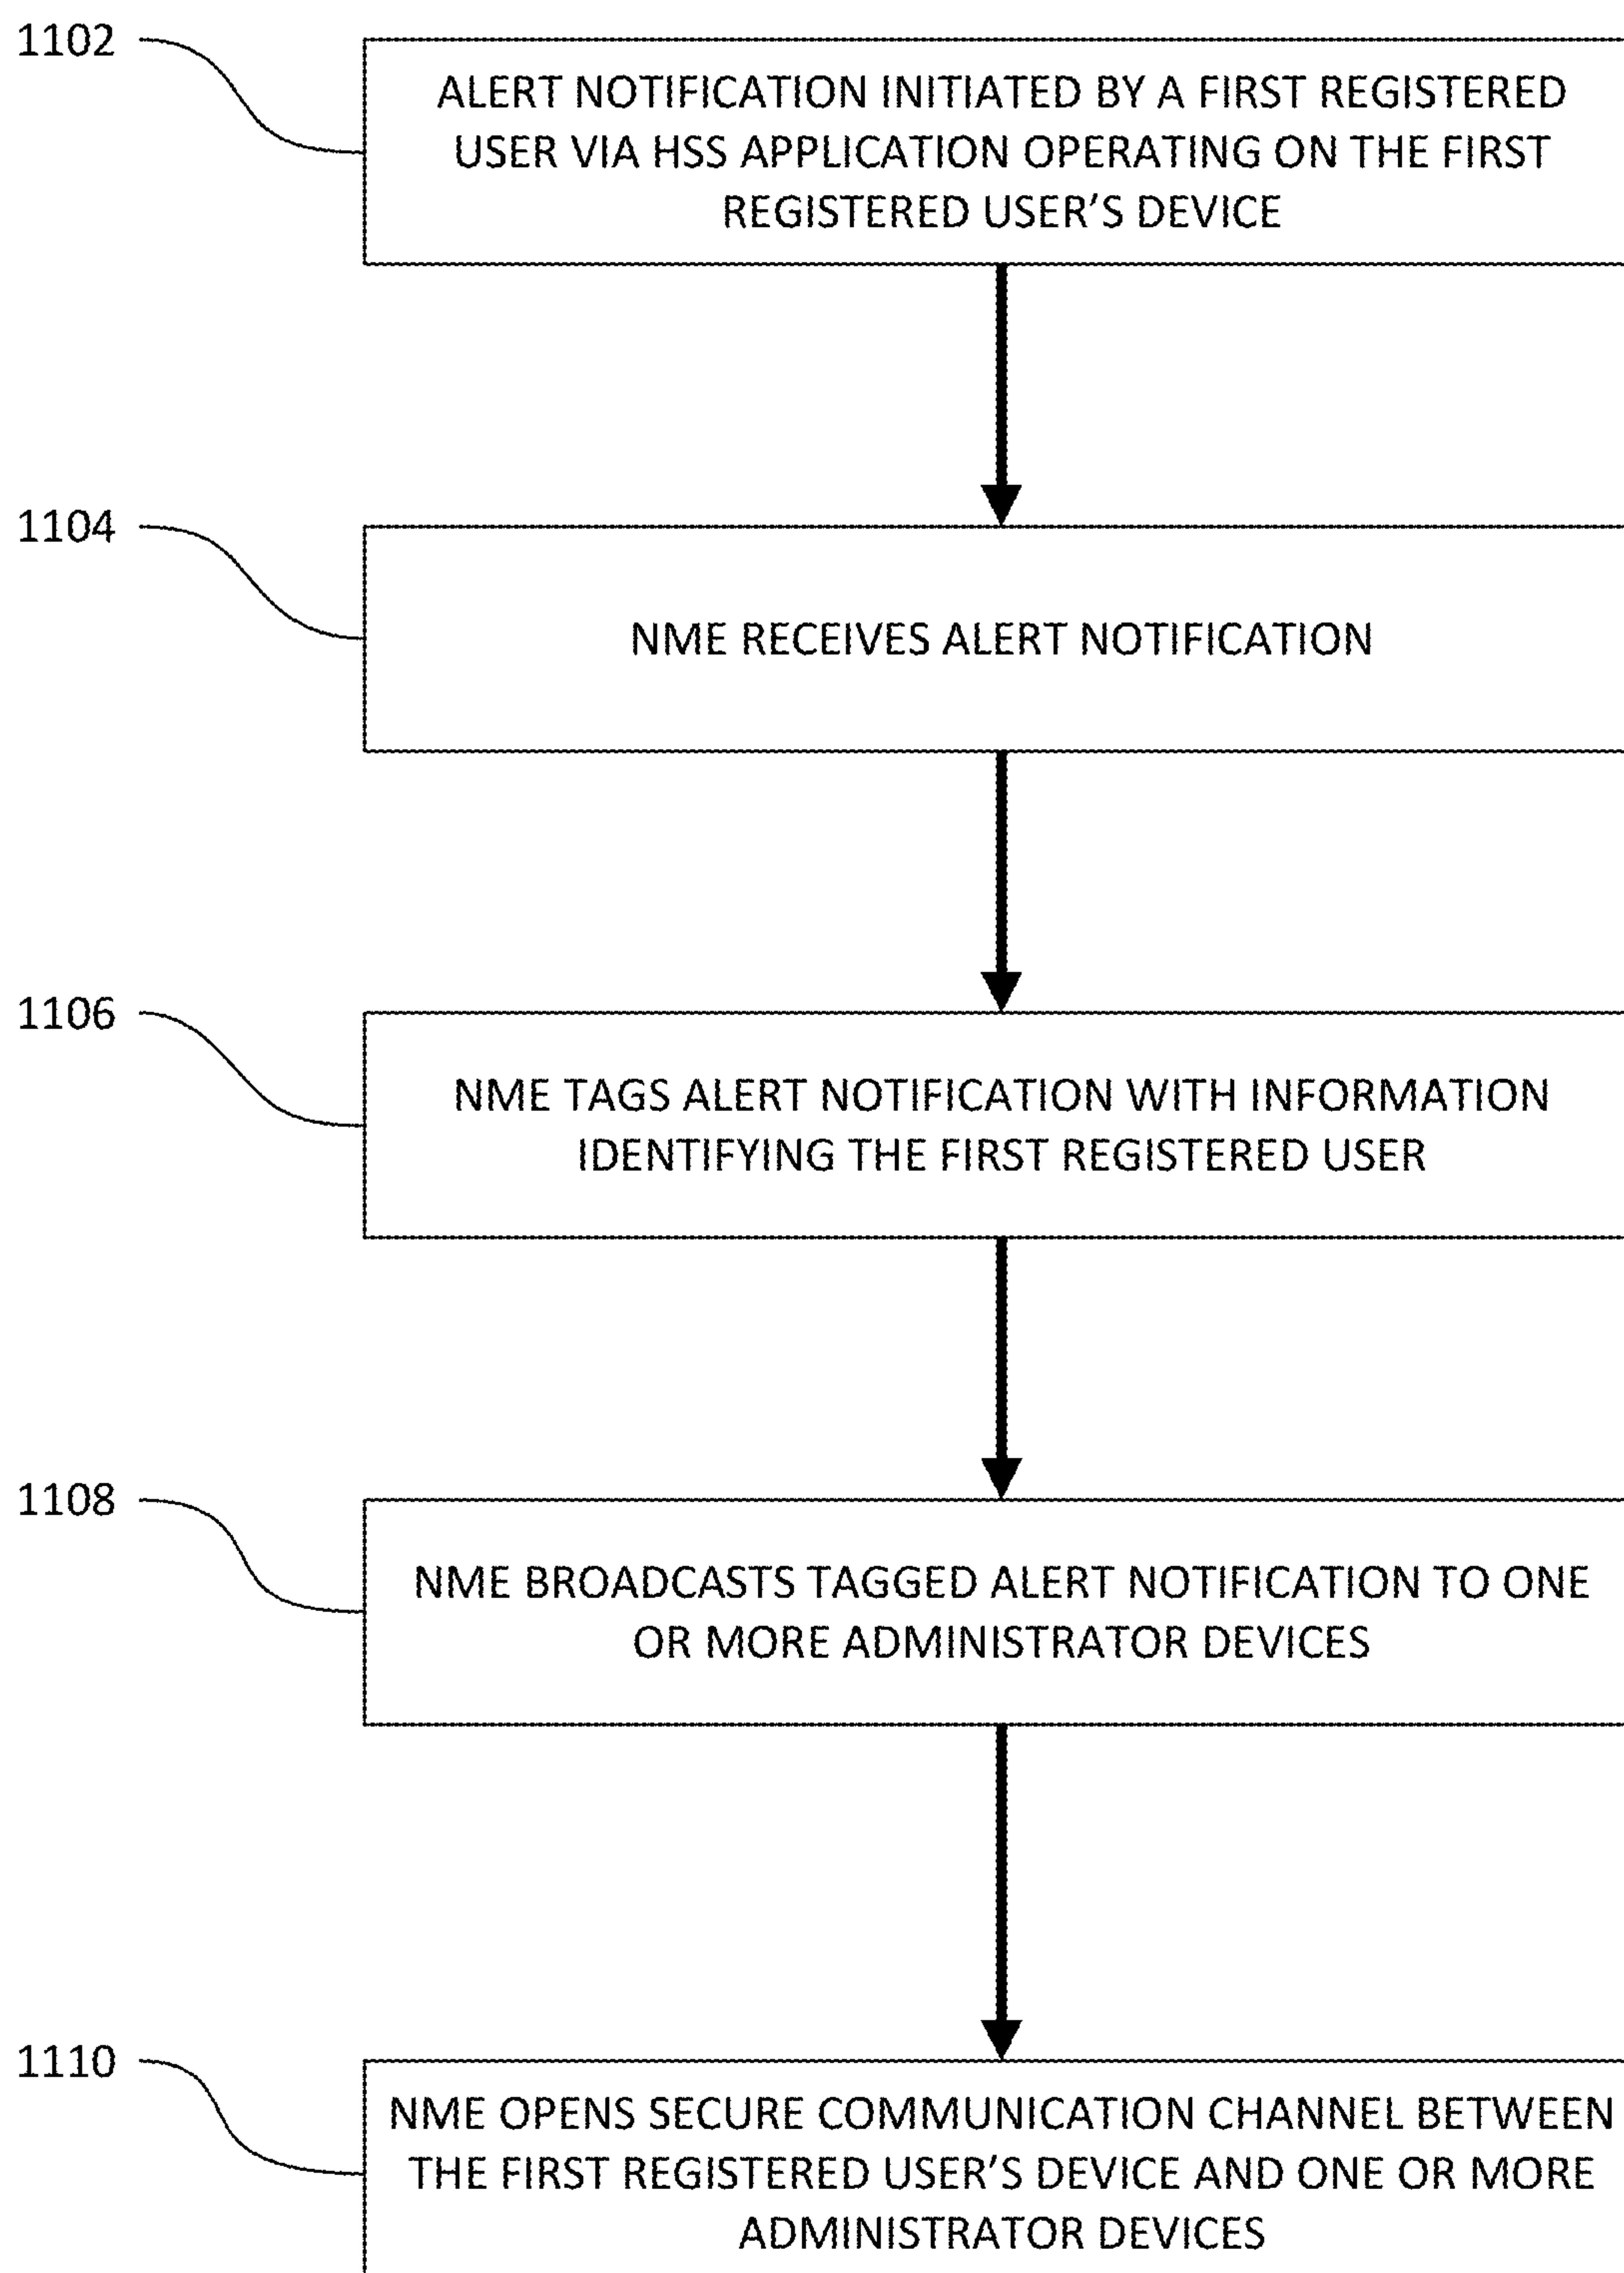 1102
ALERT NOTIFICATION INITIATED BY A FIRST REGISTERED
USER VIA HSS APPLICATION OPERATING ON THE FIRST
REGISTERED USER'S DEVICE
1104
NME RECEIVES ALERT NOTIFICATION
1106
NME TAGS ALERT NOTIFICATION WITH INFORMATION
IDENTIFYING THE FIRST REGISTERED USER
1108
NME BROADCASTS TAGGED ALERT NOTIFICATION TO ONE
OR MORE ADMINISTRATOR DEVICES
1110
NME OPENS SECURE COMMUNICATION CHANNEL BETWEEN
THE FIRST REGISTERED USER'S DEVICE AND ONE OR MORE
ADMINISTRATOR DEVICES